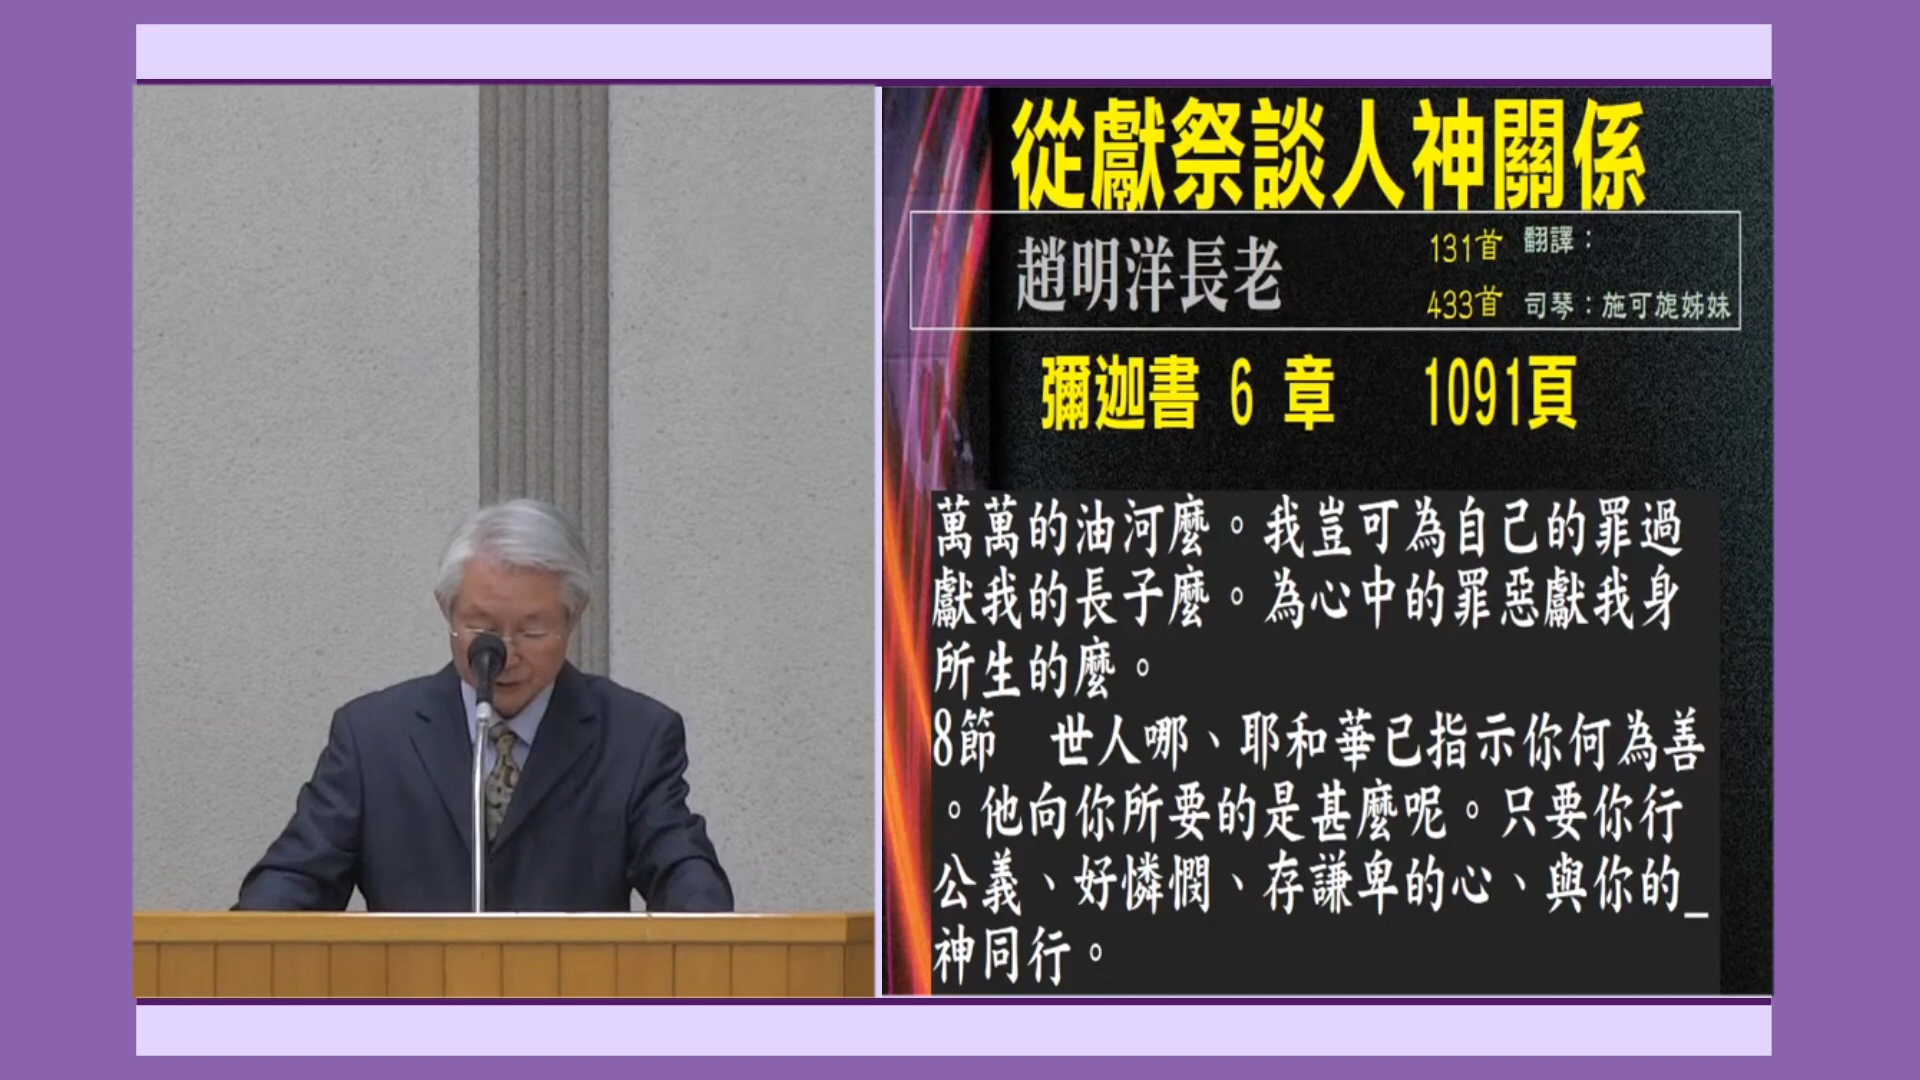 從獻祭談人神關係
趙明洋長老
131首 翻譯：
433首 司琴：施可旎姊妹
彌迦書 6 章 1091頁
萬萬的油河麼。我豈可為自己的罪過
獻我的長子麼。為心中的罪惡獻我身
所生的麼。
8節 世人哪、耶和華已指示你何為善
。他向你所要的是甚麼呢。只要你行
公義、好憐憫、存謙卑的心、與你的_
神同行。